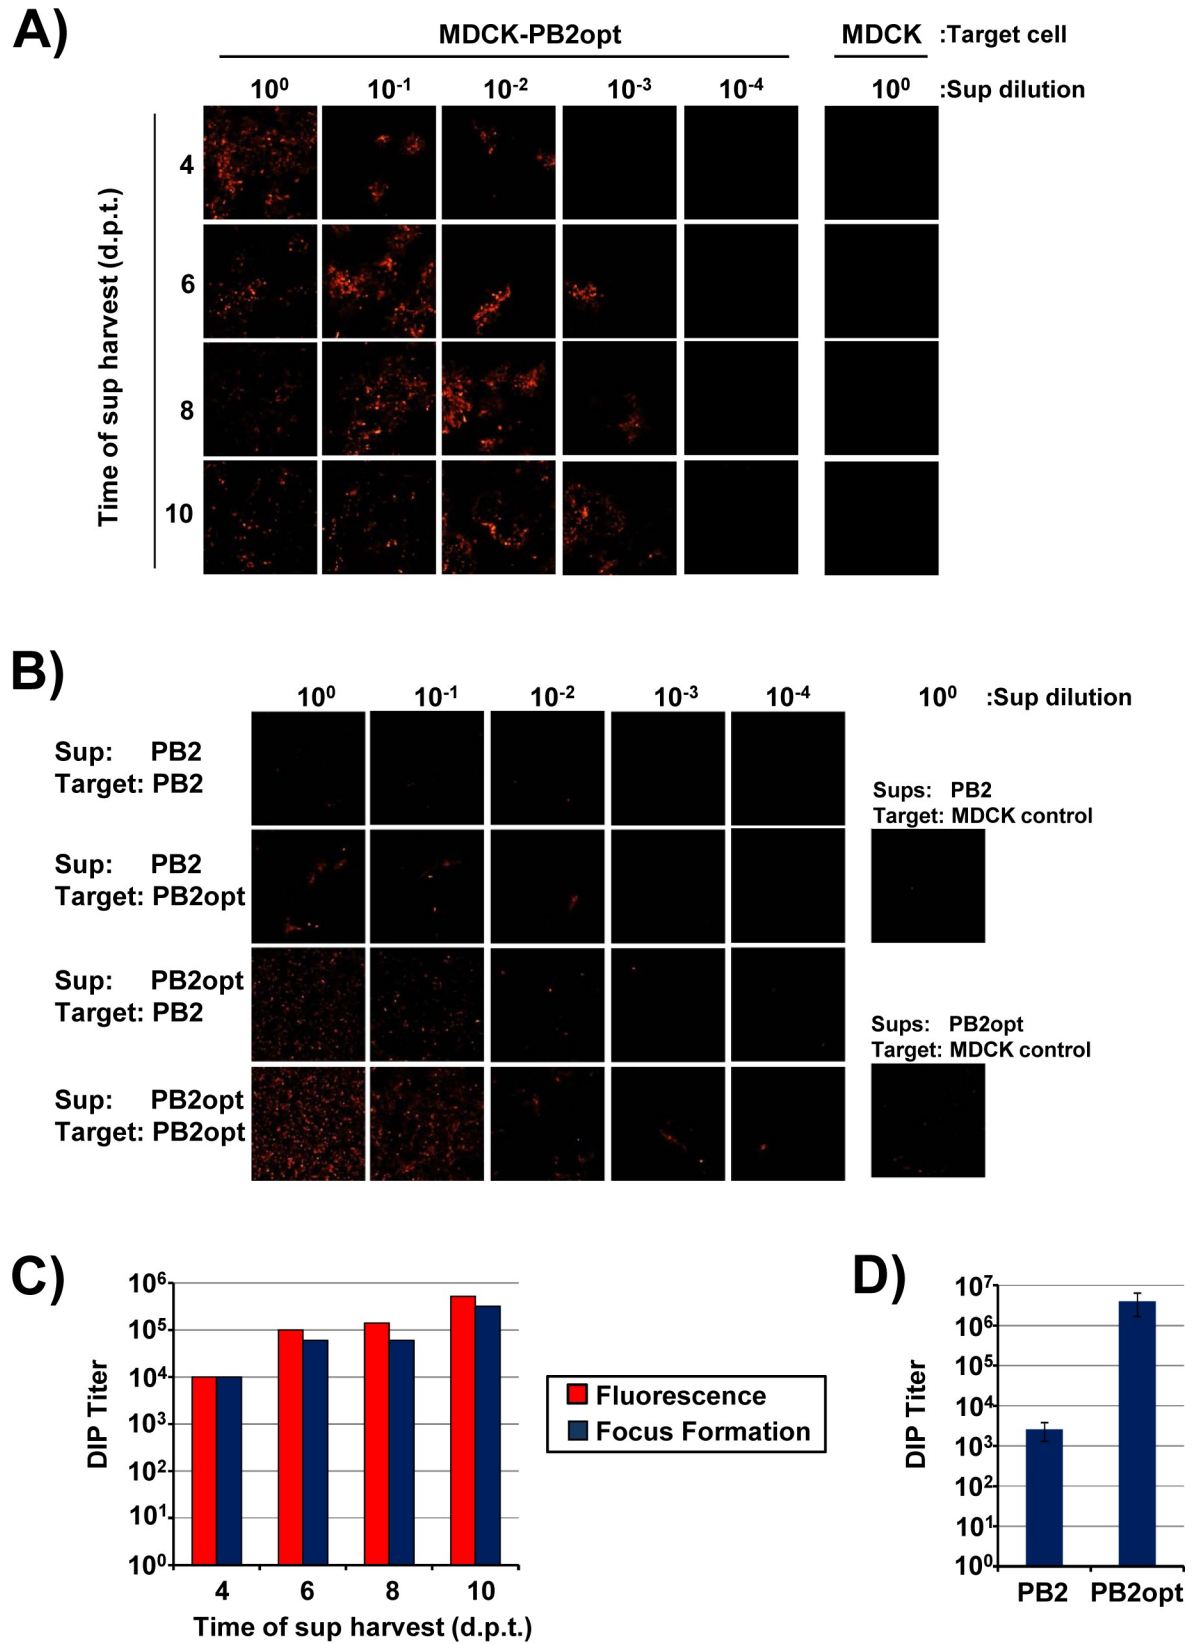 A)
MDCK-PB2opt MDCK :Target cell
10⁰ 10⁻¹ 10⁻² 10⁻³ 10⁻⁴ 10⁰ :Sup dilution
Time of sup harvest (d.p.t.)
4
6
8
10
B)
10⁰ 10⁻¹ 10⁻² 10⁻³ 10⁻⁴ 10⁰ :Sup dilution
Sup: PB2
Target: PB2
Sups: PB2
Target: MDCK control
Sup: PB2
Target: PB2opt
Sup: PB2opt
Target: PB2
Sups: PB2opt
Target: MDCK control
Sup: PB2opt
Target: PB2opt
C)
DIP Titer
10⁶
10⁵
10⁴
10³
10²
10¹
10⁰
4 6 8 10
Time of sup harvest (d.p.t.)
Fluorescence
Focus Formation
D)
DIP Titer
10⁷
10⁶
10⁵
10⁴
10³
10²
10¹
10⁰
PB2 PB2opt